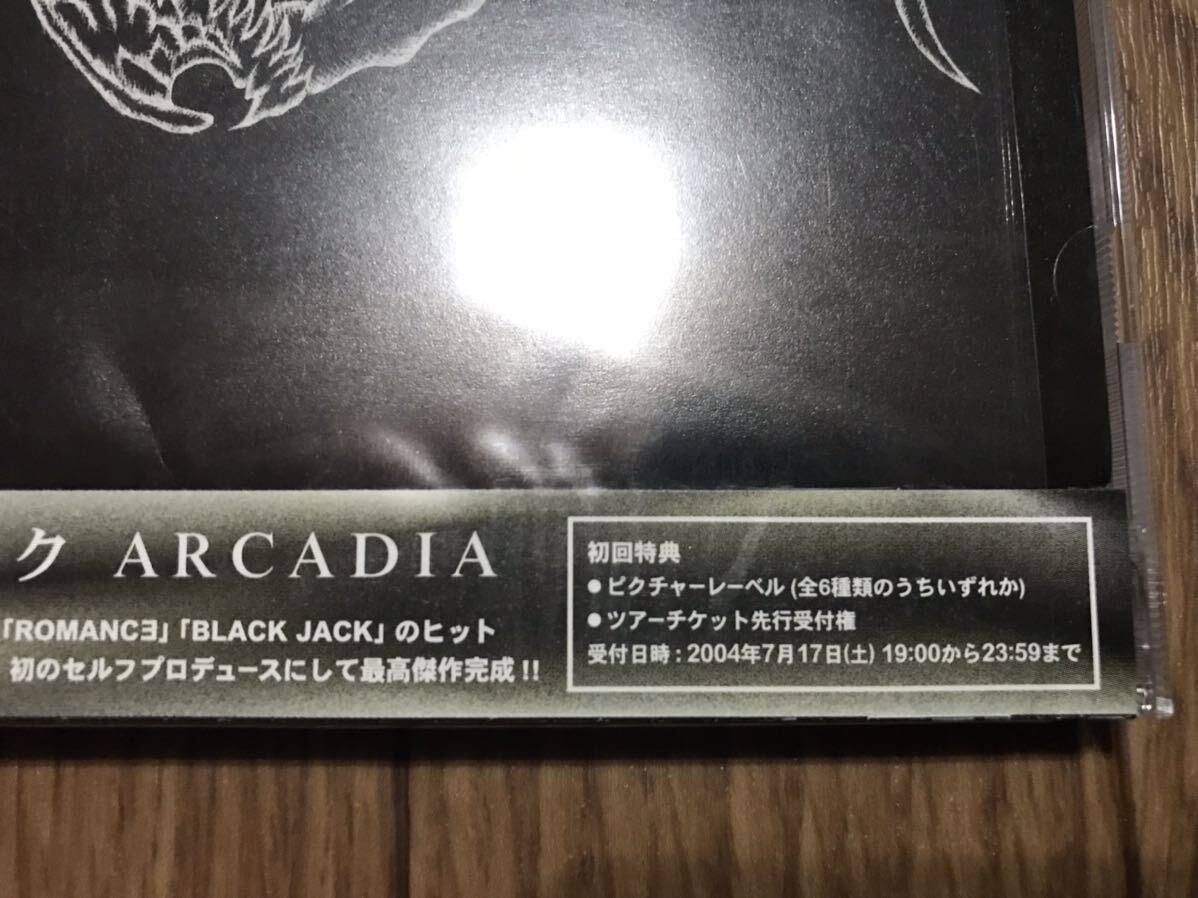 ク ARCADIA
「ROMANCƎ」「BLACK JACK」のヒット
初のセルフプロデュースにして最高傑作完成!!
初回特典
●ピクチャーレーベル (全6種類のうちいずれか)
●ツアーチケット先行受付権
受付日時:2004年7月17日(土) 19:00から23:59まで